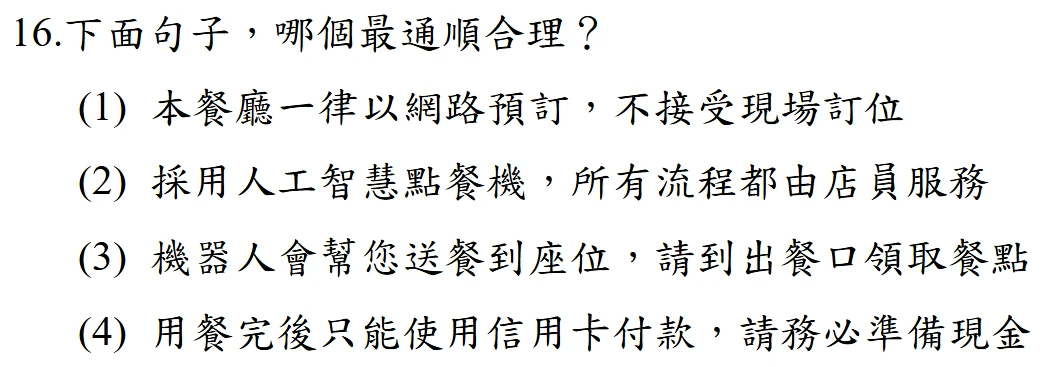 16.下面句子，哪個最通順合理？
(1) 本餐廳一律以網路預訂，不接受現場訂位
(2) 採用人工智慧點餐機，所有流程都由店員服務
(3) 機器人會幫您送餐到座位，請到出餐口領取餐點
(4) 用餐完後只能使用信用卡付款，請務必準備現金